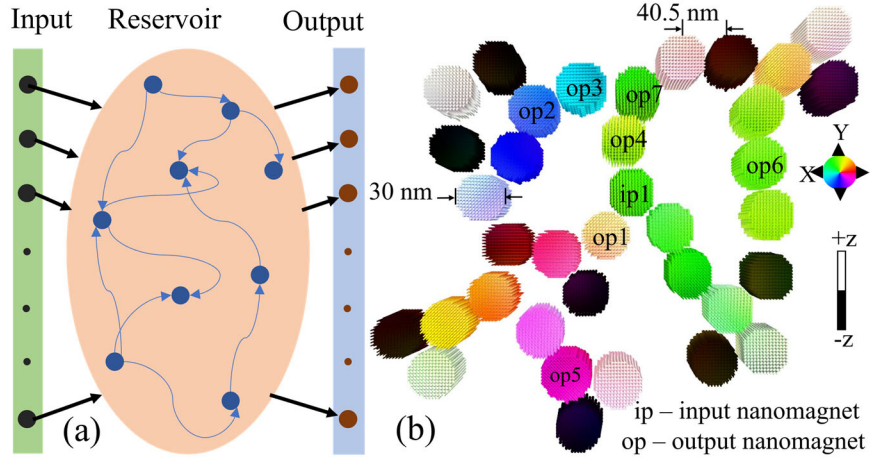 Input Reservoir Output
(a)
40.5 nm
op3
op7
op2
op4
Y
X
op6
30 nm
ip1
op1
+z
-z
op5
(b)
ip – input nanomagnet
op – output nanomagnet